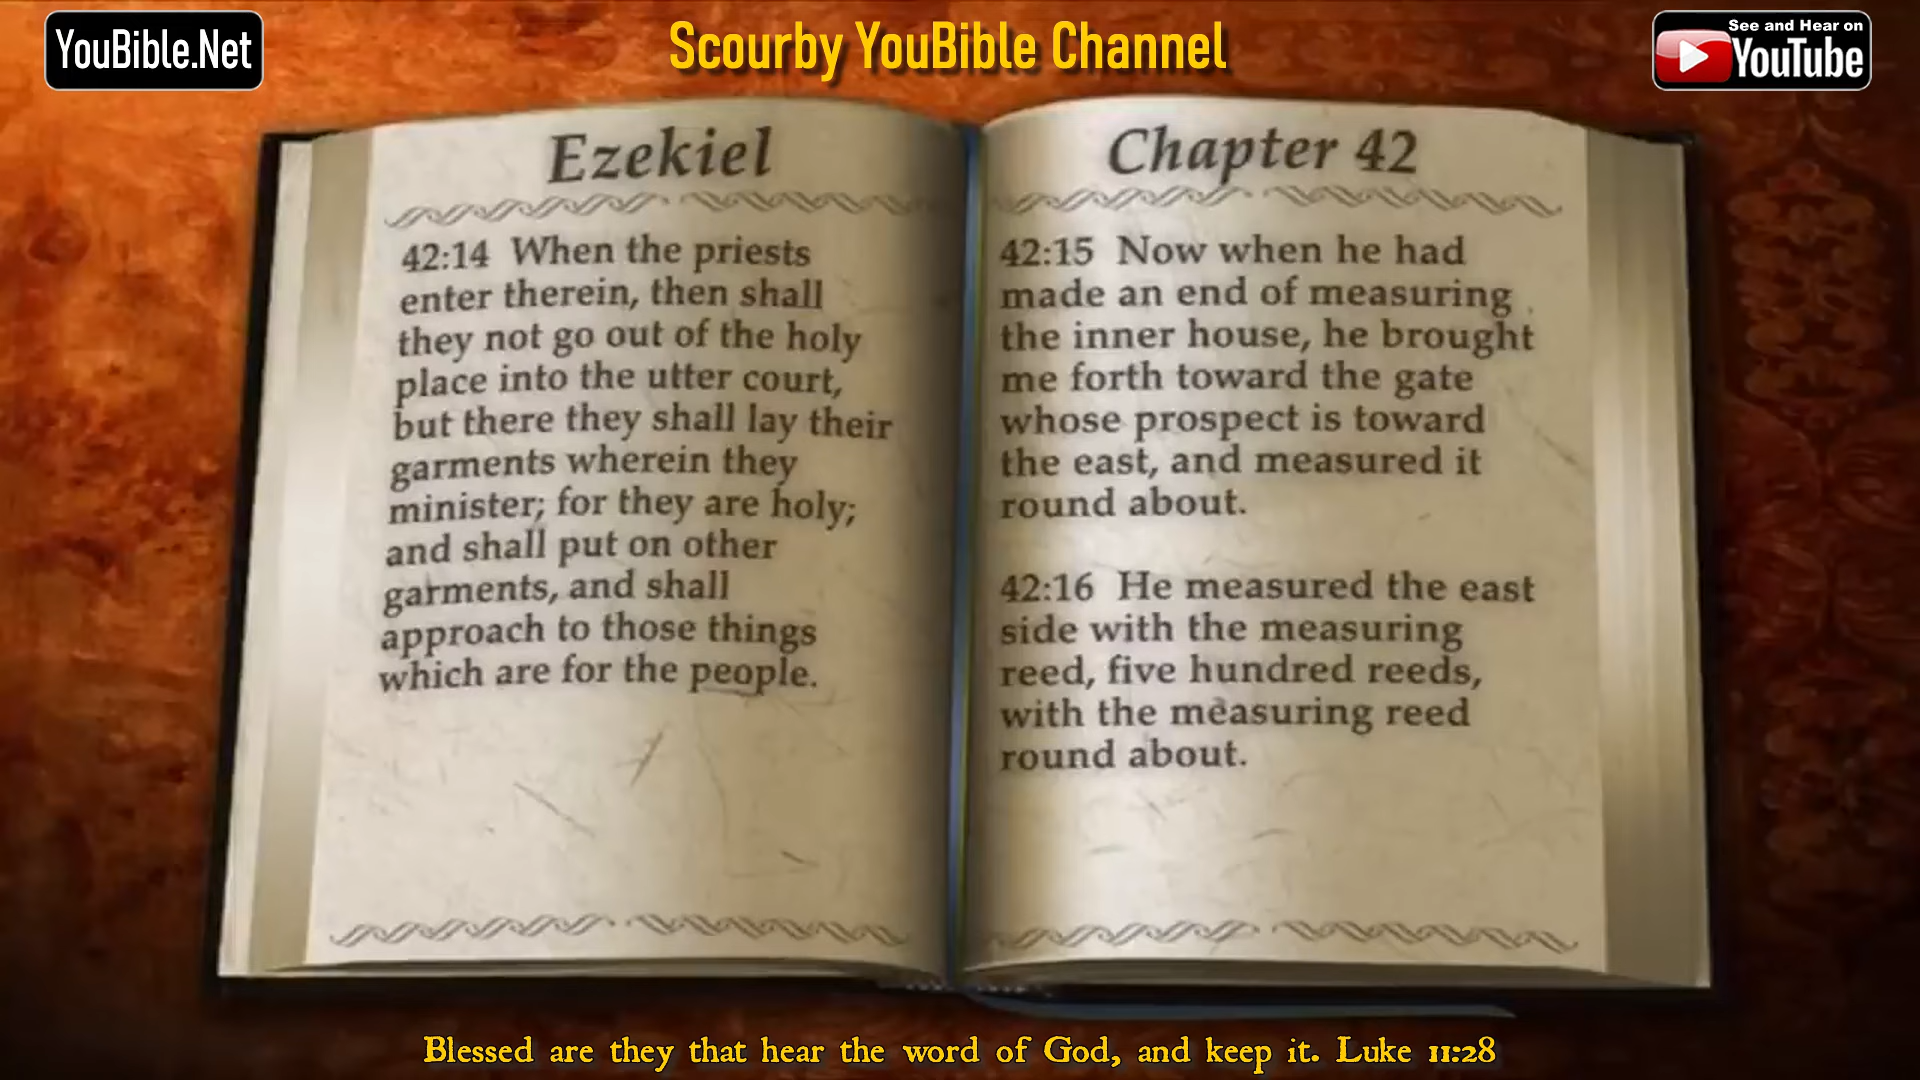 YouBible.Net
Scourby YouBible Channel
See and Hear on
YouTube
Ezekiel
42:14 When the priests
enter therein, then shall
they not go out of the holy
place into the utter court,
but there they shall lay their
garments wherein they
minister; for they are holy;
and shall put on other
garments, and shall
approach to those things
which are for the people.
Chapter 42
42:15 Now when he had
made an end of measuring
the inner house, he brought
me forth toward the gate
whose prospect is toward
the east, and measured it
round about.
42:16 He measured the east
side with the measuring
reed, five hundred reeds,
with the measuring reed
round about.
Blessed are they that hear the word of God, and keep it. Luke 11:28